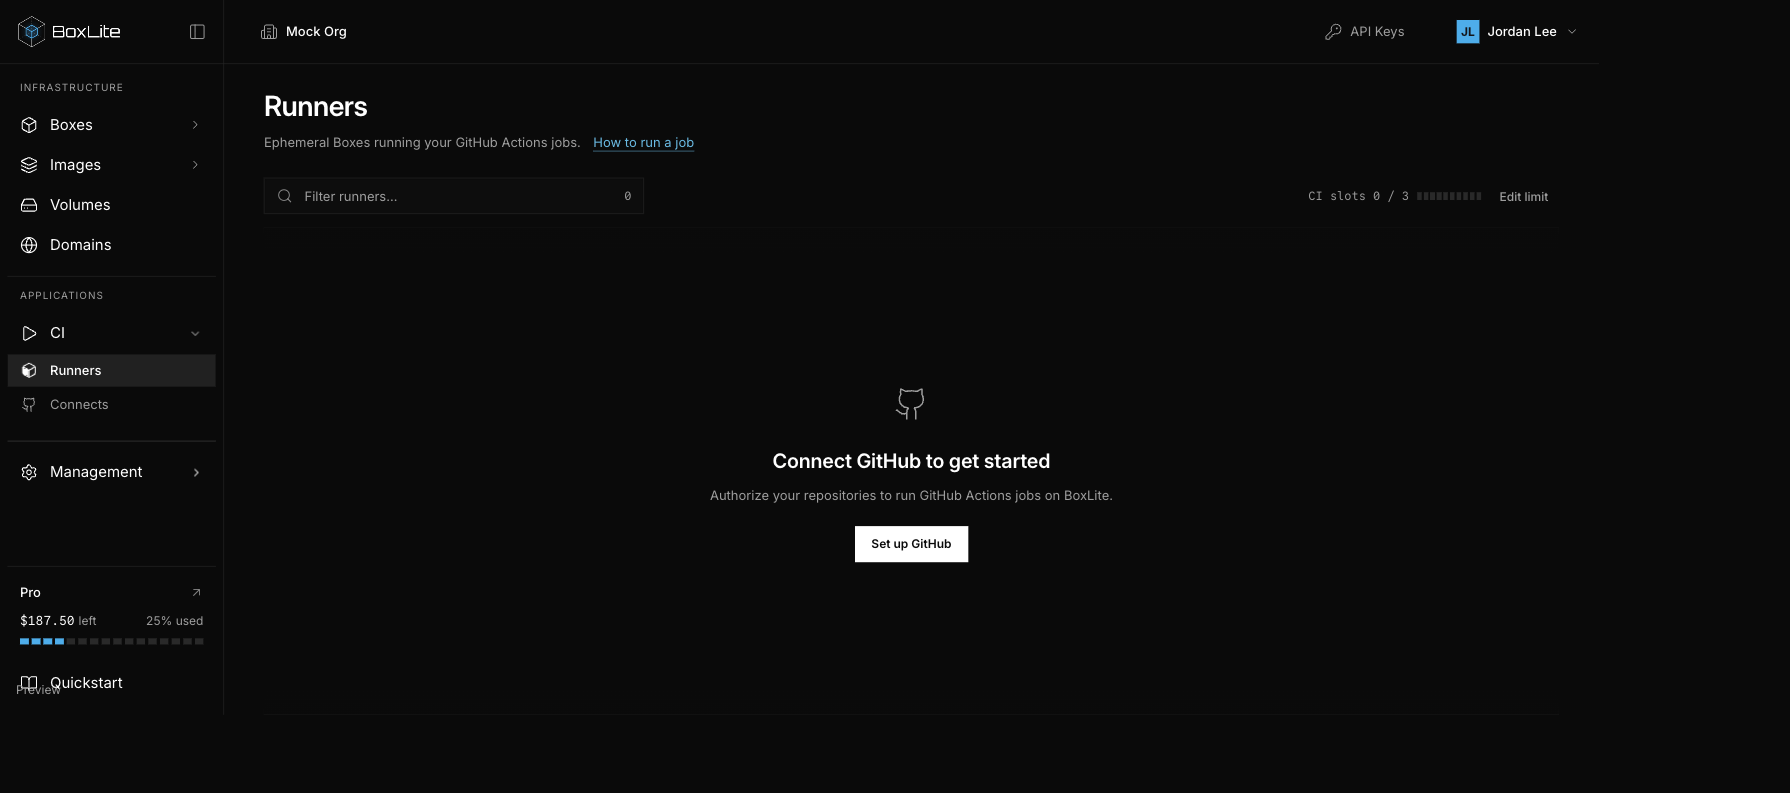 BoxLite
Mock Org
API Keys
JL
Jordan Lee
INFRASTRUCTURE
Boxes
Images
Volumes
Domains
APPLICATIONS
CI
Runners
Connects
Management
Pro
$187.50 left
25% used
Quickstart
Preview
Runners
Ephemeral Boxes running your GitHub Actions jobs. How to run a job
Filter runners...
0
CI slots 0 / 3
Edit limit
Connect GitHub to get started
Authorize your repositories to run GitHub Actions jobs on BoxLite.
Set up GitHub